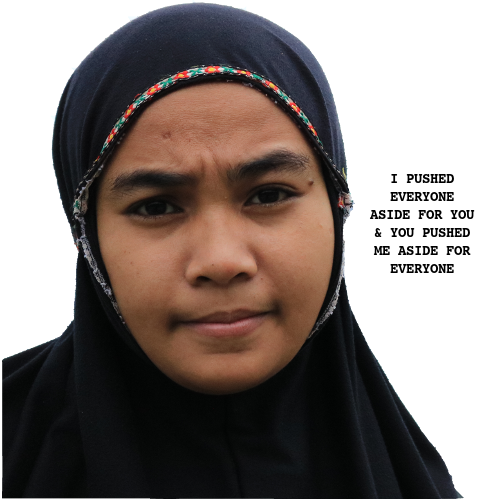 I PUSHED
EVERYONE
ASIDE FOR YOU
& YOU PUSHED
ME ASIDE FOR
EVERYONE